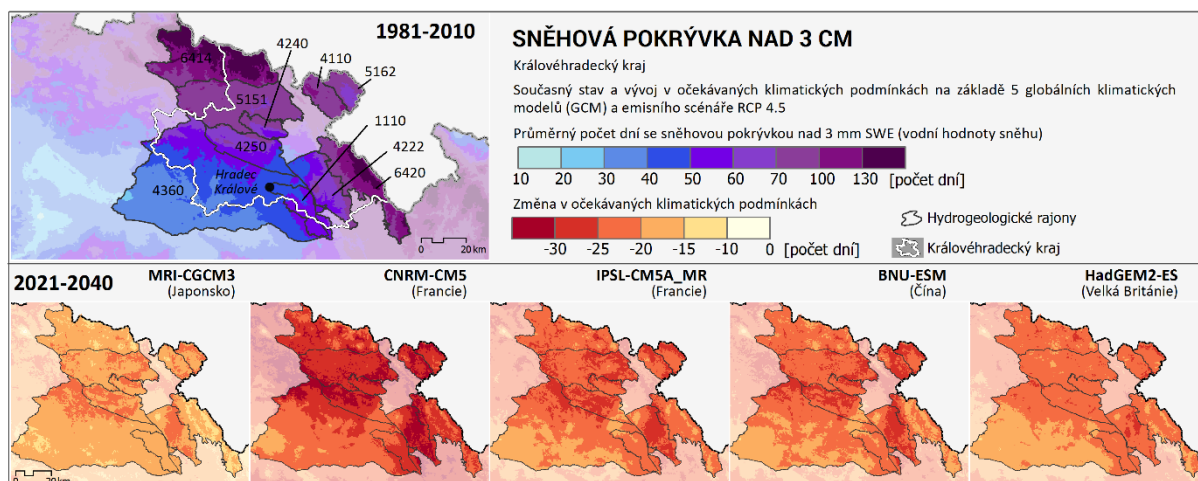 1981-2010
6414
4240
4110
5162
5151
1110
4250
4222
Hradec
Králové
4360
6420
0 20 km
SNĚHOVÁ POKRÝVKA NAD 3 CM
Královéhradecký kraj
Současný stav a vývoj v očekávaných klimatických podmínkách na základě 5 globálních klimatických
modelů (GCM) a emisního scénáře RCP 4.5
Průměrný počet dní se sněhovou pokrývkou nad 3 mm SWE (vodní hodnoty sněhu)
10 20 30 40 50 60 70 100 130 [počet dní]
Změna v očekávaných klimatických podmínkách
-30 -25 -20 -15 -10 0 [počet dní]
Hydrogeologické rajony
Královéhradecký kraj
2021-2040
MRI-CGCM3
(Japonsko)
CNRM-CM5
(Francie)
IPSL-CM5A_MR
(Francie)
BNU-ESM
(Čína)
HadGEM2-ES
(Velká Británie)
0 20 km